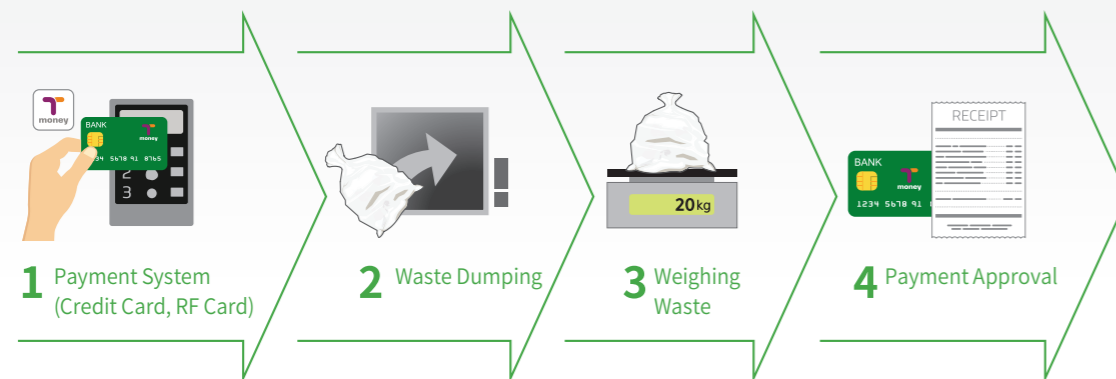 T
money
BANK
T
money
34 5678 91 8765
2
3
1 Payment System
(Credit Card, RF Card)
2 Waste Dumping
20kg
3 Weighing
Waste
RECEIPT
BANK
T
money
1234 5678 91
4 Payment Approval